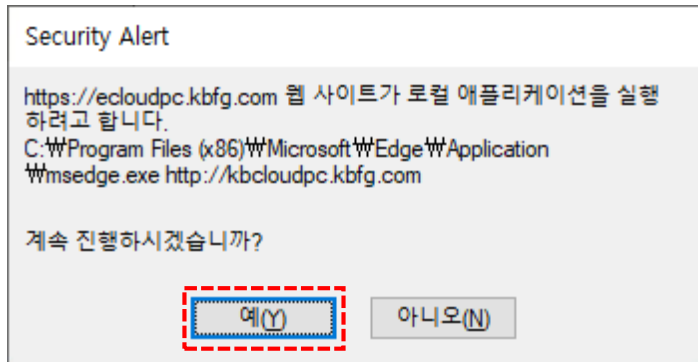 Security Alert
https://ecloudpc.kbfg.com 웹 사이트가 로컬 애플리케이션을 실행
하려고 합니다.
C:₩Program Files (x86)₩Microsoft₩Edge₩Application
₩msedge.exe http://kbcloudpc.kbfg.com
계속 진행하시겠습니까?
예(Y)
아니오(N)